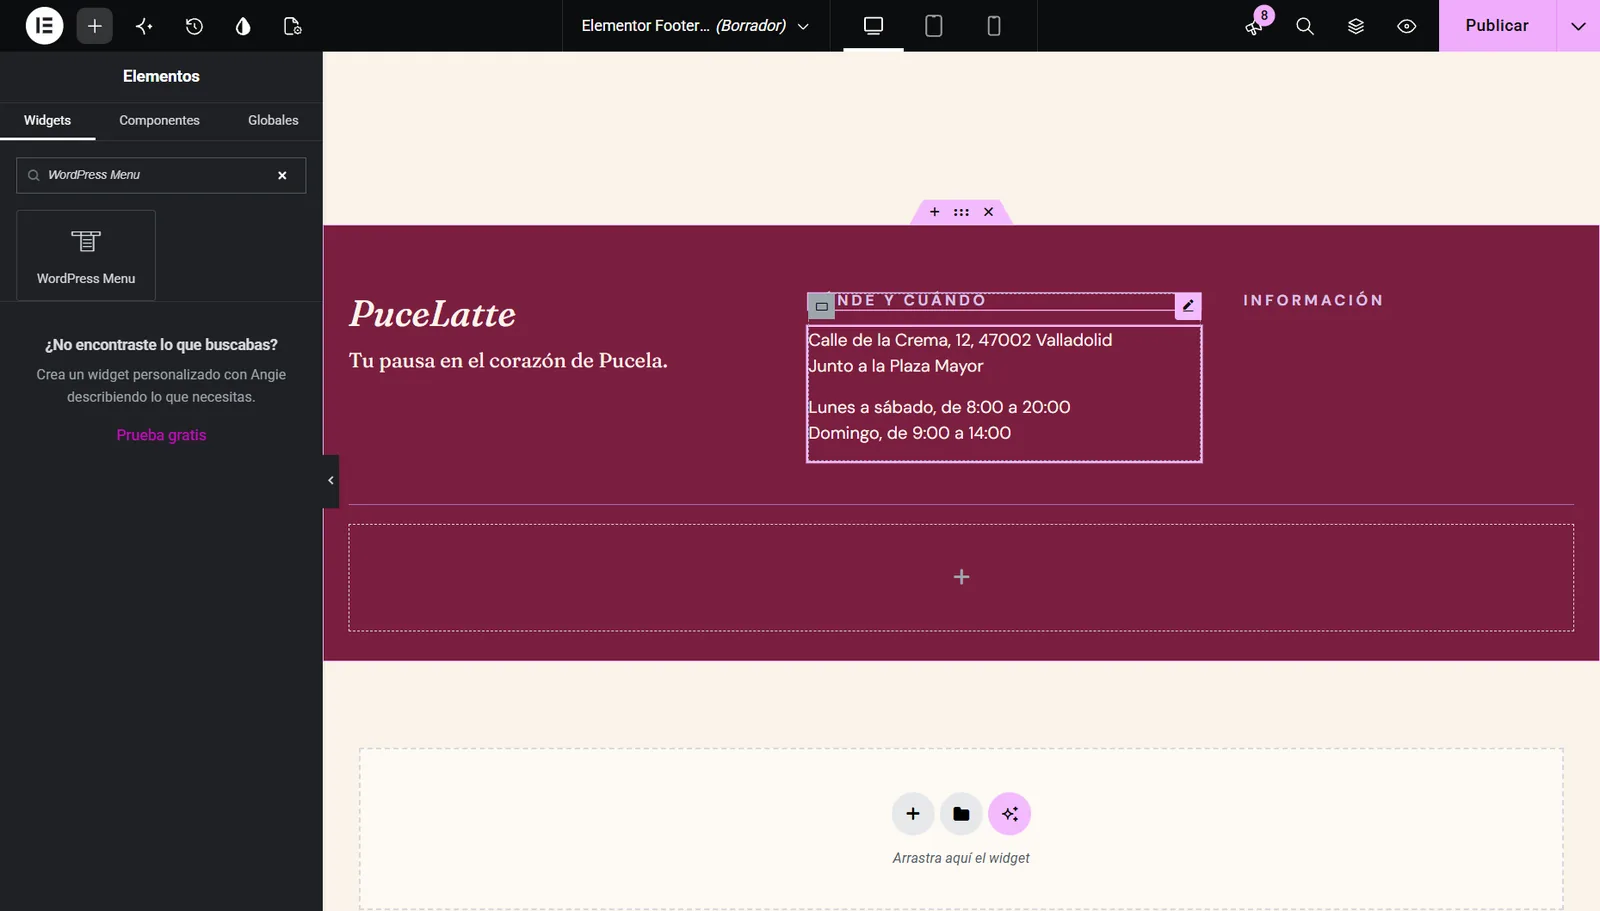 Elementor Footer... (Borrador)
8
Publicar
Elementos
Widgets
Componentes
Globales
WordPress Menu
WordPress Menu
¿No encontraste lo que buscabas?
Crea un widget personalizado con Angie
describiendo lo que necesitas.
Prueba gratis
PuceLatte
Tu pausa en el corazón de Pucela.
NDE Y CUÁNDO
Calle de la Crema, 12, 47002 Valladolid
Junto a la Plaza Mayor
Lunes a sábado, de 8:00 a 20:00
Domingo, de 9:00 a 14:00
INFORMACIÓN
Arrastra aquí el widget